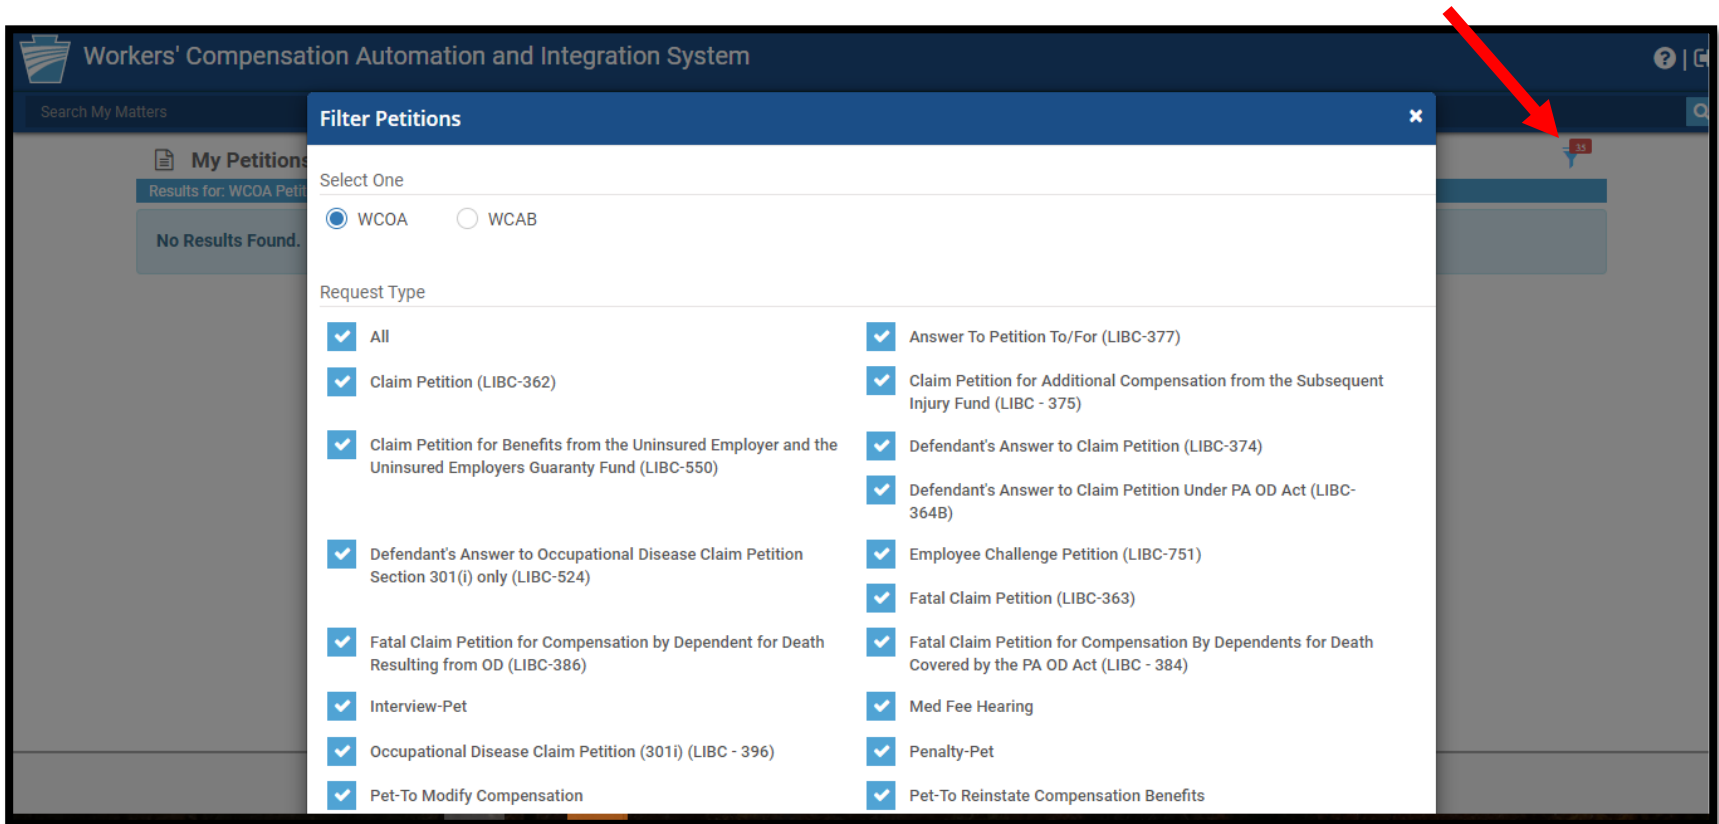 Workers' Compensation Automation and Integration System
Search My Matters
Filter Petitions
My Petitions
35
Results for: WCOA
Select One
WCOA
WCAB
No Results Found.
Request Type
All
Answer To Petition To/For (LIBC-377)
Claim Petition (LIBC-362)
Claim Petition for Additional Compensation from the Subsequent
Injury Fund (LIBC - 375)
Claim Petition for Benefits from the Uninsured Employer and the
Uninsured Employers Guaranty Fund (LIBC-550)
Defendant's Answer to Claim Petition (LIBC-374)
Defendant's Answer to Claim Petition Under PA OD Act (LIBC-
364B)
Defendant's Answer to Occupational Disease Claim Petition
Section 301(i) only (LIBC-524)
Employee Challenge Petition (LIBC-751)
Fatal Claim Petition (LIBC-363)
Fatal Claim Petition for Compensation by Dependent for Death
Resulting from OD (LIBC-386)
Fatal Claim Petition for Compensation By Dependents for Death
Covered by the PA OD Act (LIBC - 384)
Interview-Pet
Med Fee Hearing
Occupational Disease Claim Petition (301i) (LIBC - 396)
Penalty-Pet
Pet-To Modify Compensation
Pet-To Reinstate Compensation Benefits